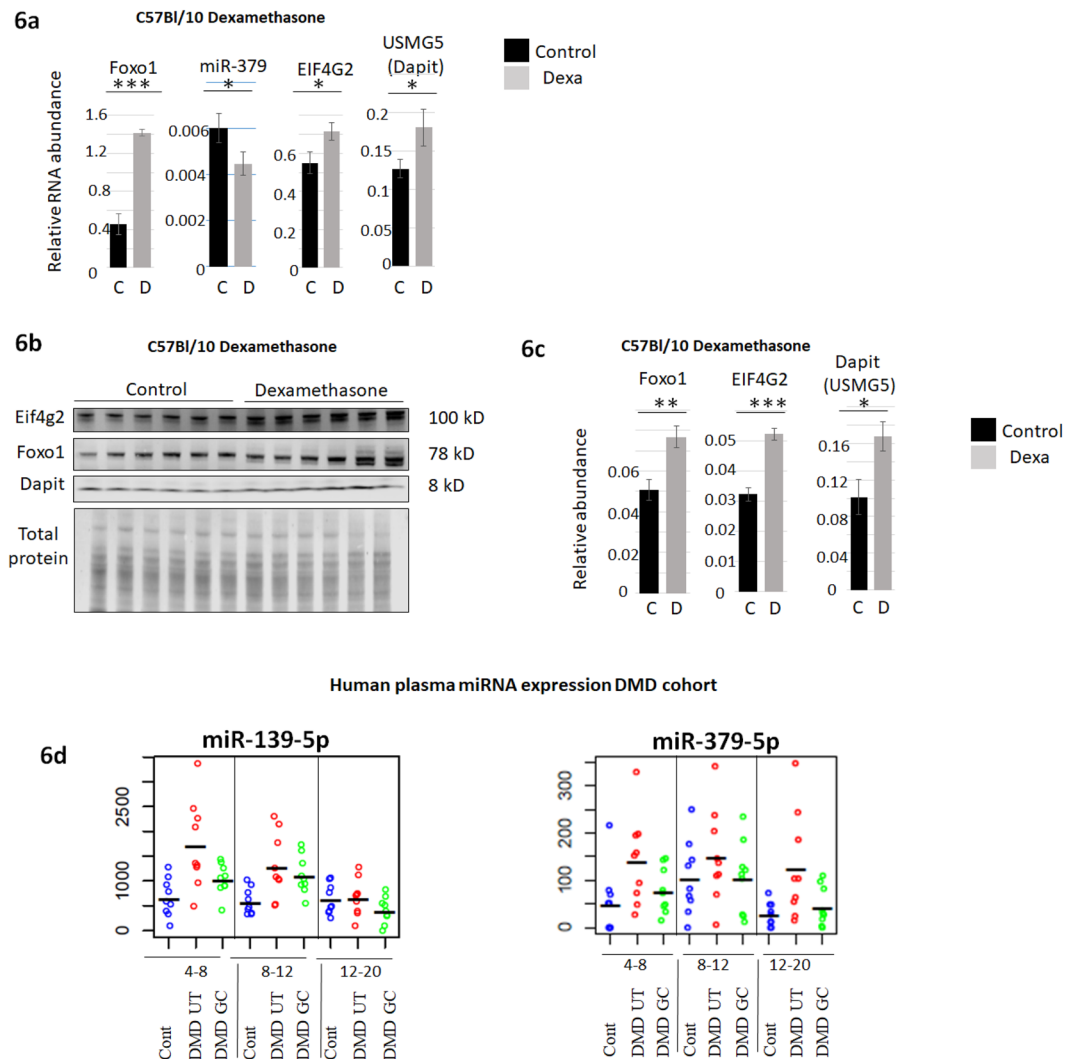 6a
C57Bl/10 Dexamethasone
Foxo1
***
miR-379
*
EIF4G2
*
USMG5
(Dapit)
*
Control
Dexa
Relative RNA abundance
1.6
1.2
0.8
0.4
0
0.006
0.004
0.002
0
0.6
0.4
0.2
0
0.2
0.15
0.1
0.05
0
C D
C D
C D
C D
6b
C57Bl/10 Dexamethasone
Control Dexamethasone
Eif4g2 100 kD
Foxo1 78 kD
Dapit 8 kD
Total
protein
6c
C57Bl/10 Dexamethasone
Foxo1
**
EIF4G2
***
Dapit
(USMG5)
*
Control
Dexa
Relative abundance
0.06
0.04
0.02
0
0.05
0.04
0.03
0.02
0.01
0
0.16
0.12
0.08
0.04
0
C D
C D
C D
Human plasma miRNA expression DMD cohort
6d
miR-139-5p
2500
1000
0
4-8 8-12 12-20
Cont DMD UT DMD GC Cont DMD UT DMD GC Cont DMD UT DMD GC
miR-379-5p
300
200
100
0
4-8 8-12 12-20
Cont DMD UT DMD GC Cont DMD UT DMD GC Cont DMD UT DMD GC